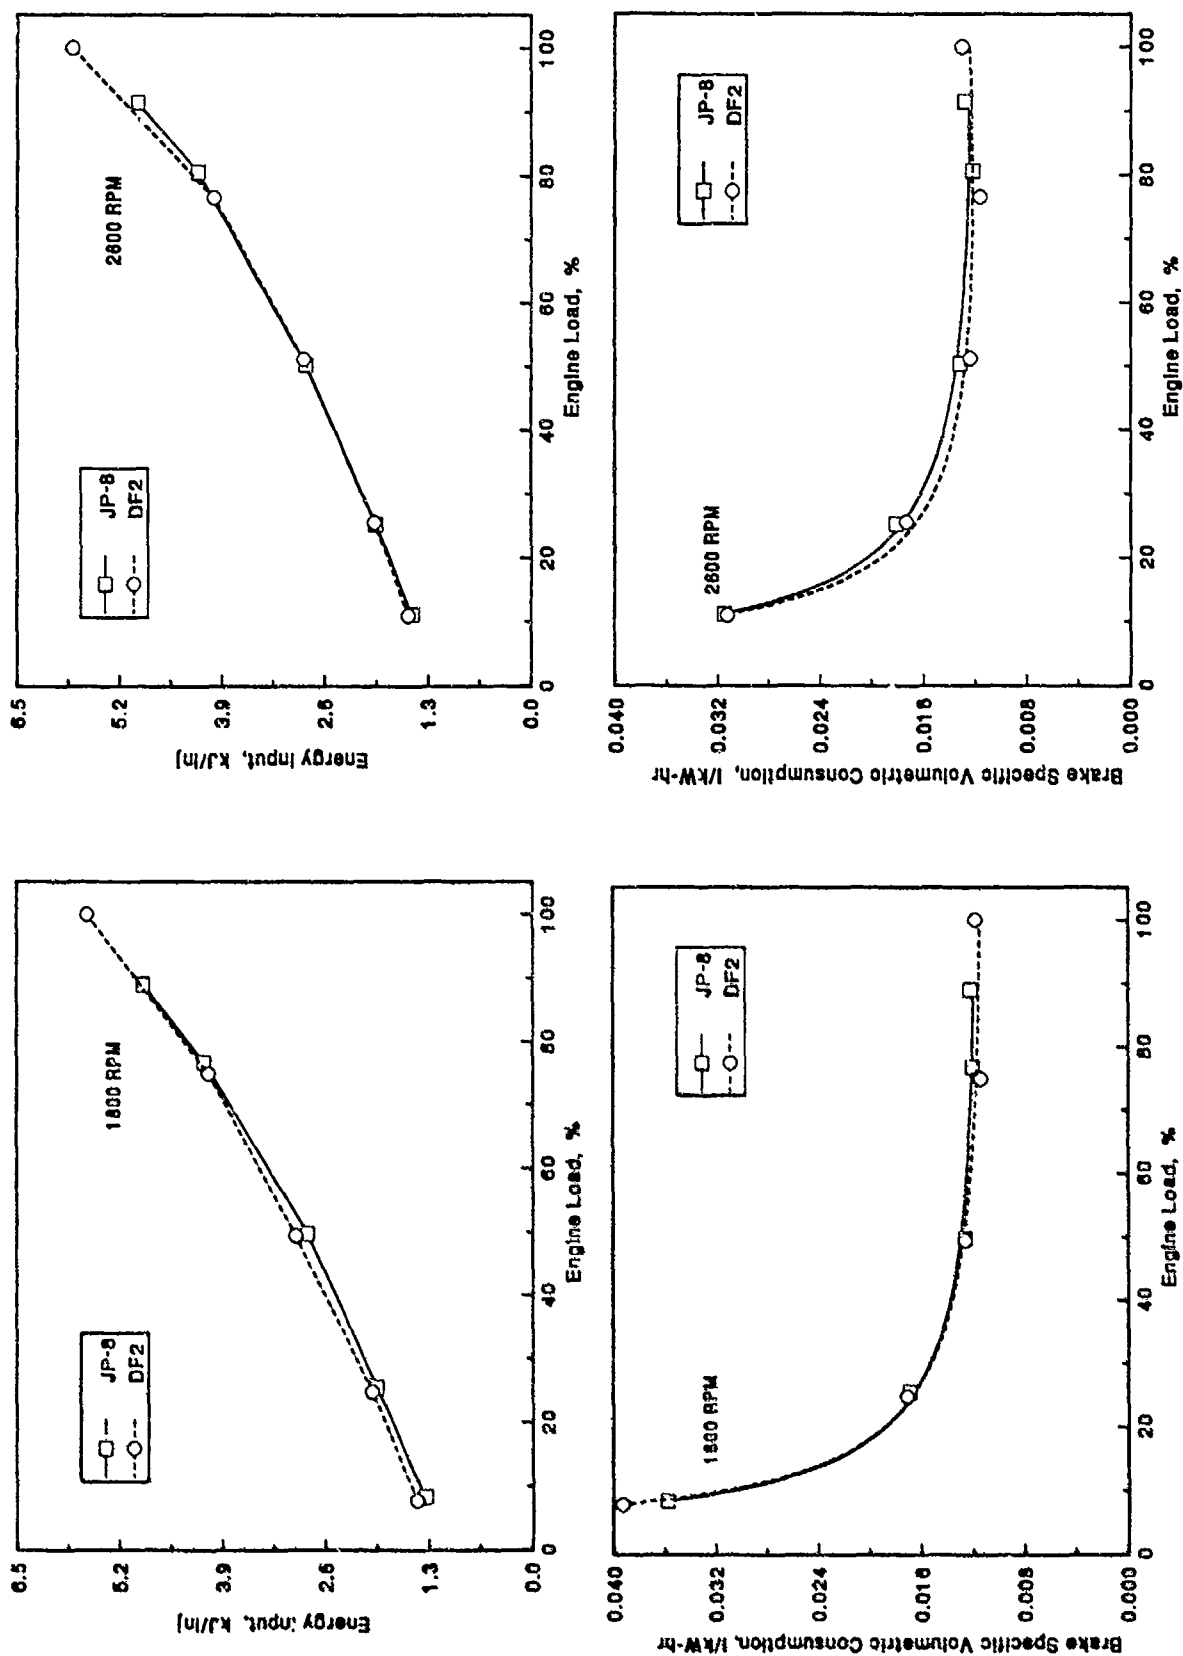 6.5
5.2
3.9
2.6
1.3
0.0
Energy Input, kJ/inj
1800 RPM
JP-8
DF2
0 20 40 60 80 100
Engine Load, %
6.5
5.2
3.9
2.6
1.3
0.0
Energy Input, kJ/inj
2600 RPM
JP-8
DF2
0 20 40 60 80 100
Engine Load, %
0.040
0.032
0.024
0.016
0.008
0.000
Brake Specific Volumetric Consumption, l/kW-hr
1800 RPM
JP-8
DF2
0 20 40 60 80 100
Engine Load, %
0.040
0.032
0.024
0.016
0.008
0.000
Brake Specific Volumetric Consumption, l/kW-hr
2600 RPM
JP-8
DF2
0 20 40 60 80 100
Engine Load, %